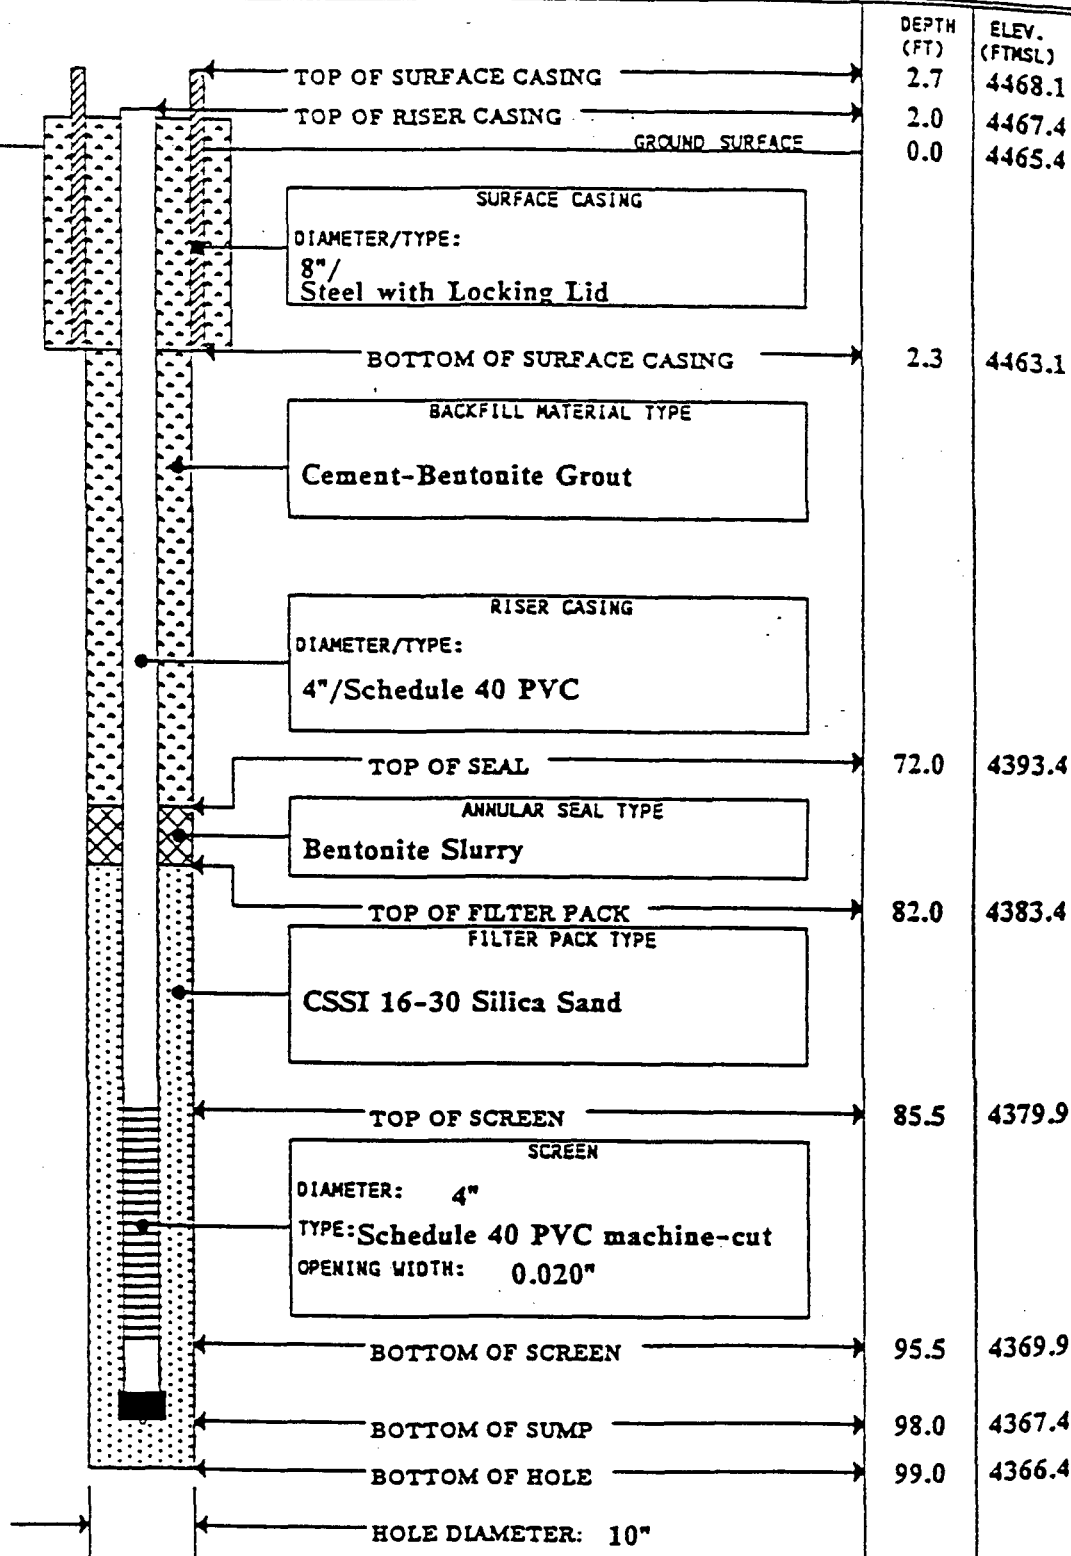 DEPTH (FT) ELEV. (FTMSL)
TOP OF SURFACE CASING 2.7 4468.1
TOP OF RISER CASING 2.0 4467.4
GROUND SURFACE 0.0 4465.4
SURFACE CASING
DIAMETER/TYPE:
8"/
Steel with Locking Lid
BOTTOM OF SURFACE CASING 2.3 4463.1
BACKFILL MATERIAL TYPE
Cement-Bentonite Grout
RISER CASING
DIAMETER/TYPE:
4"/Schedule 40 PVC
TOP OF SEAL 72.0 4393.4
ANNULAR SEAL TYPE
Bentonite Slurry
TOP OF FILTER PACK 82.0 4383.4
FILTER PACK TYPE
CSSI 16-30 Silica Sand
TOP OF SCREEN 85.5 4379.9
SCREEN
DIAMETER: 4"
TYPE: Schedule 40 PVC machine-cut
OPENING WIDTH: 0.020"
BOTTOM OF SCREEN 95.5 4369.9
BOTTOM OF SUMP 98.0 4367.4
BOTTOM OF HOLE 99.0 4366.4
HOLE DIAMETER: 10"